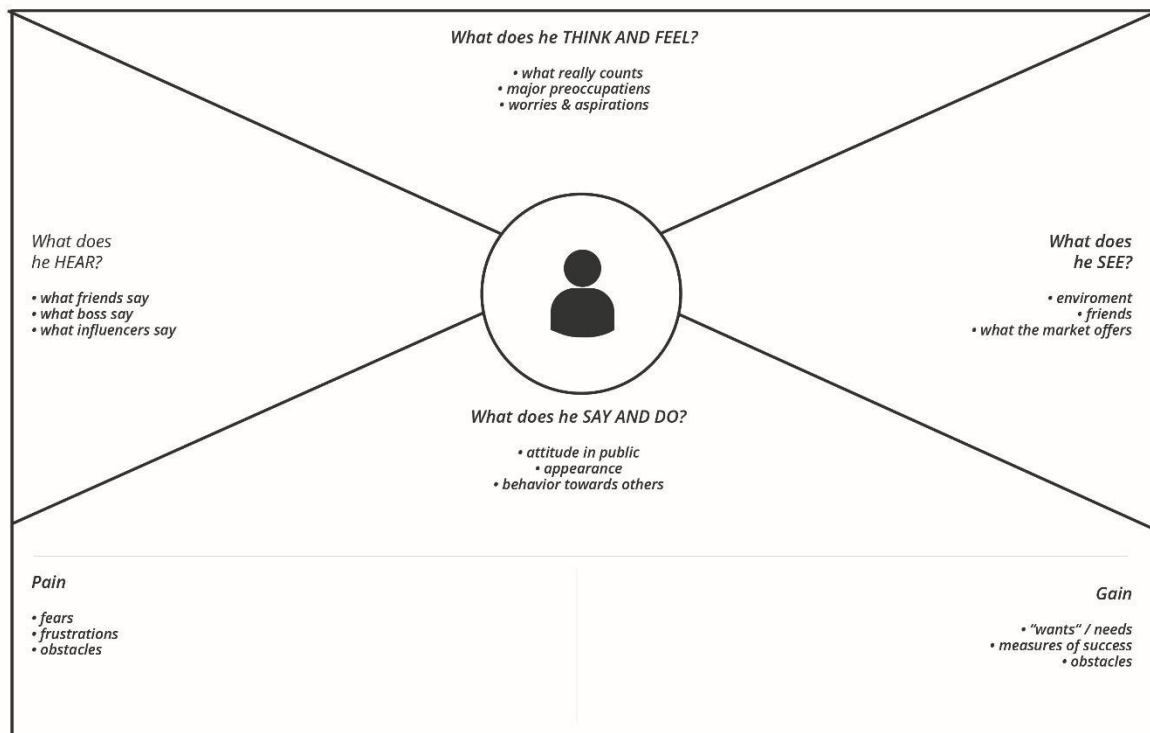 What does he THINK AND FEEL?
• what really counts
• major preoccupatiens
• worries & aspirations
What does
he HEAR?
• what friends say
• what boss say
• what influencers say
What does
he SEE?
• enviroment
• friends
• what the market offers
What does he SAY AND DO?
• attitude in public
• appearance
• behavior towards others
Pain
• fears
• frustrations
• obstacles
Gain
• “wants” / needs
• measures of success
• obstacles